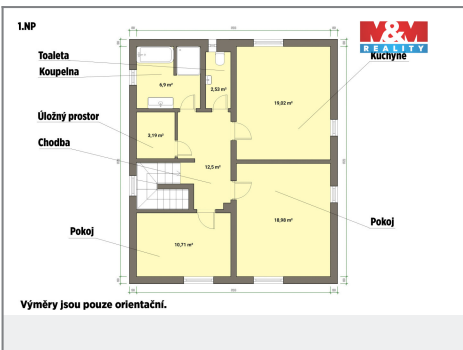 1.NP
M&M
REALITY
Toaleta
Kuchyně
Koupelna
6,9 m²
2,52 m²
19,02 m²
Úložný prostor
3,19 m²
Chodba
12,5 m²
Pokoj
10,71 m²
18,98 m²
Pokoj
Výměry jsou pouze orientační.